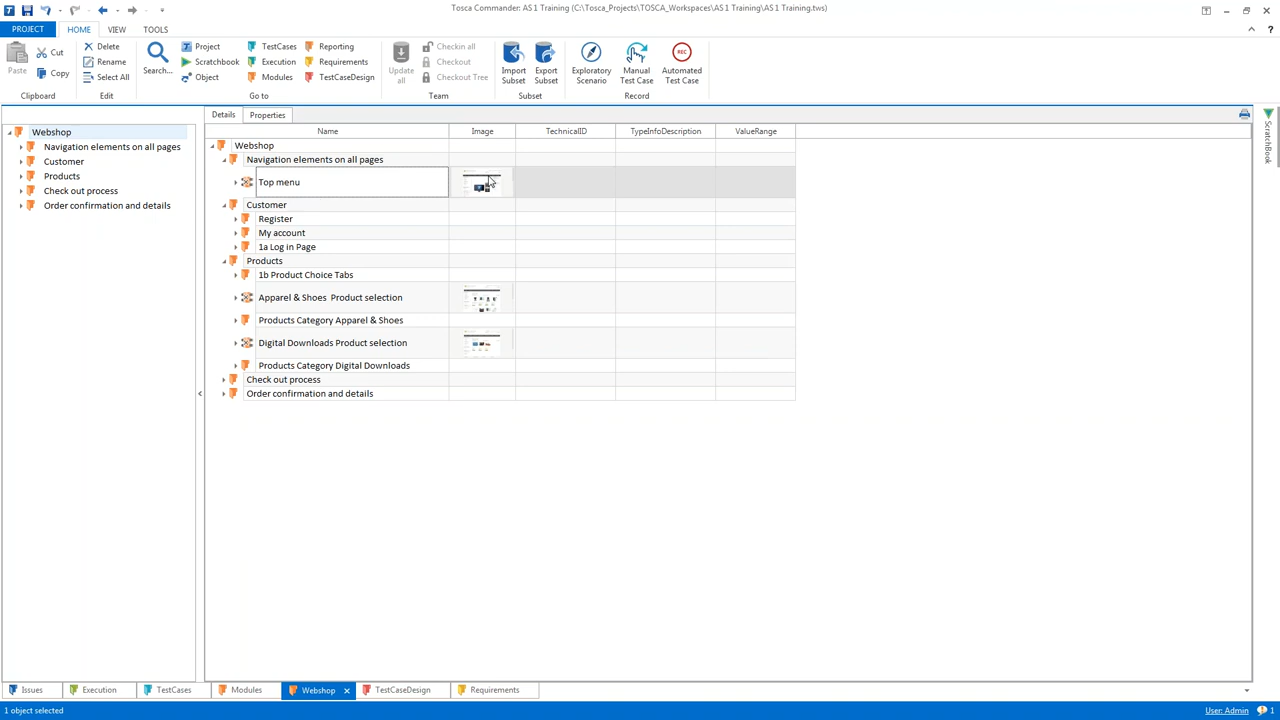 Tosca Commander: AS 1 Training (C:\Tosca_Projects\TOSCA_Workspaces\AS 1 Training\AS 1 Training.tws)
PROJECT HOME VIEW TOOLS
Paste Cut Copy Clipboard
Delete Rename Select All Edit
Search... Project Scratchbook Object TestCases Execution Modules Reporting Requirements TestCaseDesign Go to
Update all Checkin all Checkout Checkout Tree Team
Import Subset Export Subset Subset
Exploratory Scenario Manual Test Case Automated Test Case Record
Webshop
Navigation elements on all pages
Customer
Products
Check out process
Order confirmation and details
Details Properties
Name Image TechnicalID TypeInfoDescription ValueRange
Webshop
Navigation elements on all pages
Top menu
Customer
Register
My account
1a Log in Page
Products
1b Product Choice Tabs
Apparel & Shoes Product selection
Products Category Apparel & Shoes
Digital Downloads Product selection
Products Category Digital Downloads
Check out process
Order confirmation and details
ScratchBook
Issues Execution TestCases Modules Webshop TestCaseDesign Requirements
1 object selected User: Admin 1